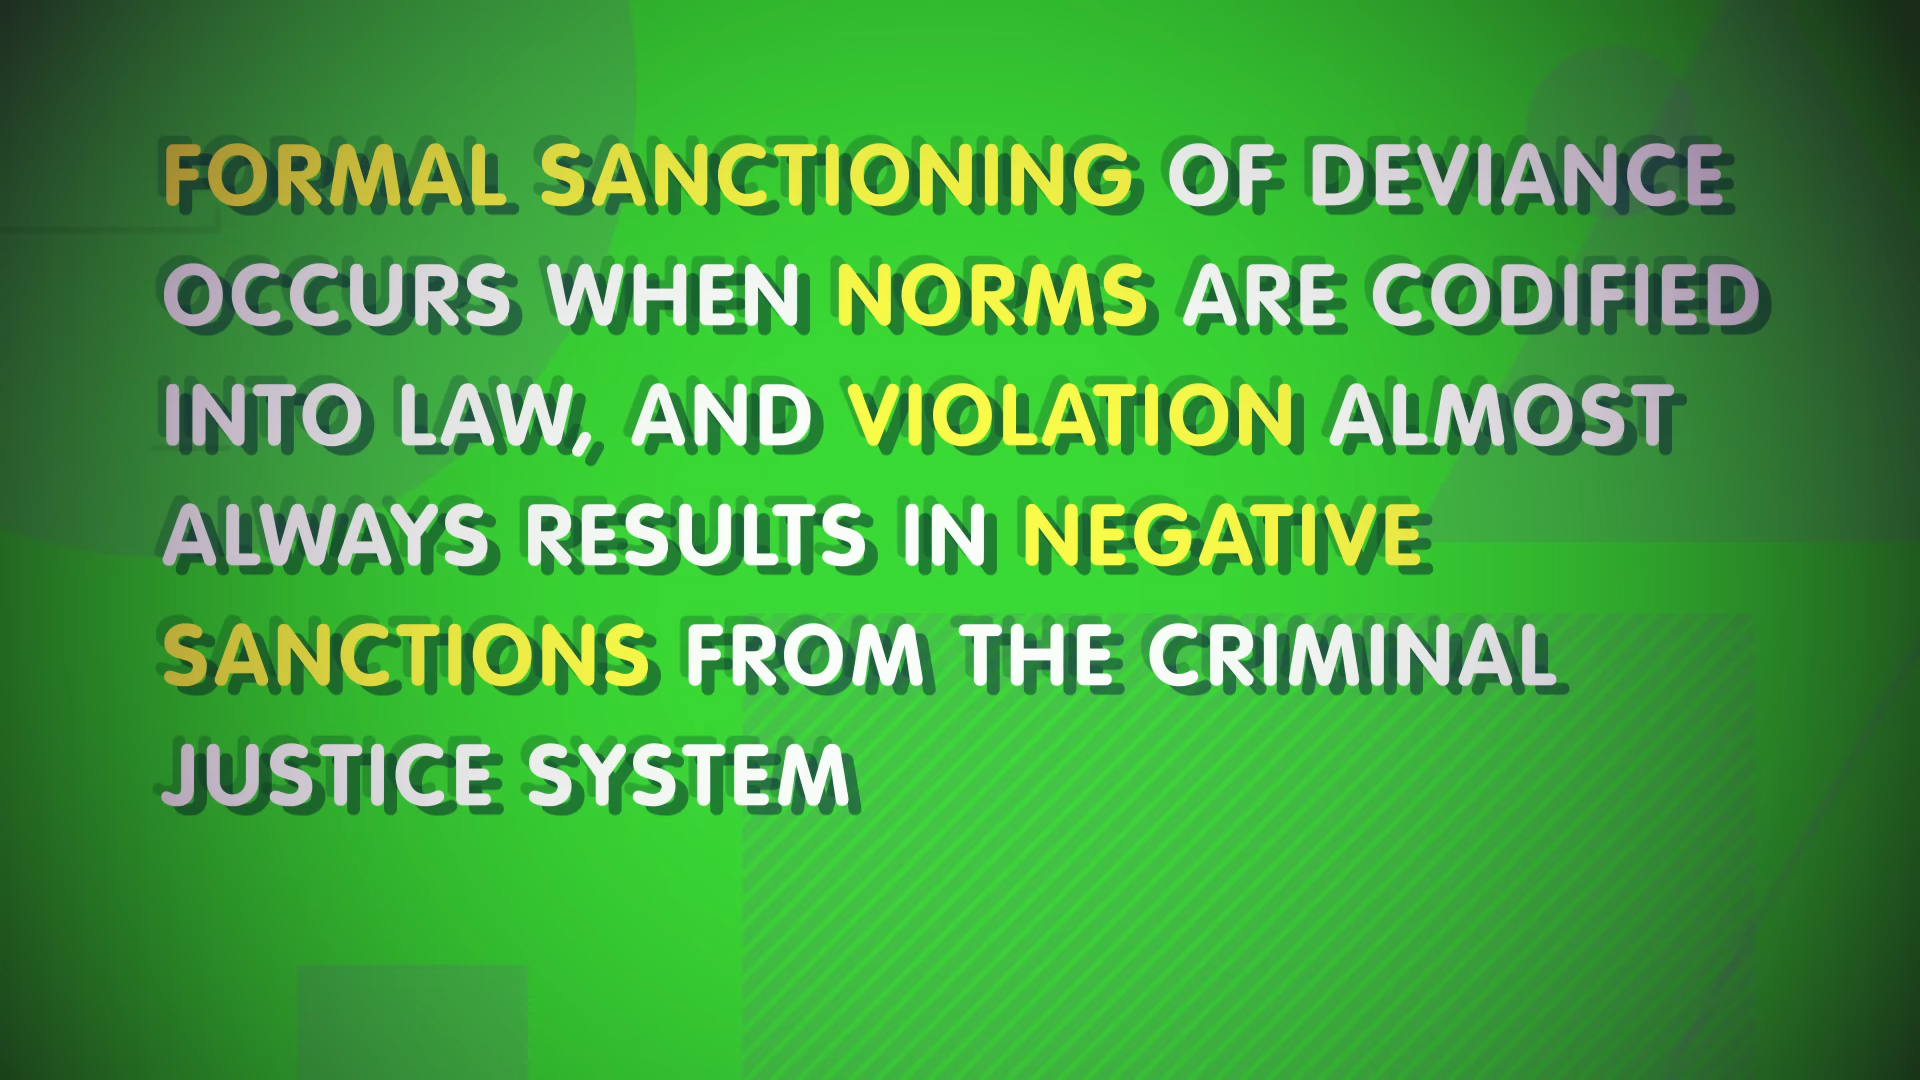 FORMAL SANCTIONING OF DEVIANCE
OCCURS WHEN NORMS ARE CODIFIED
INTO LAW, AND VIOLATION ALMOST
ALWAYS RESULTS IN NEGATIVE
SANCTIONS FROM THE CRIMINAL
JUSTICE SYSTEM